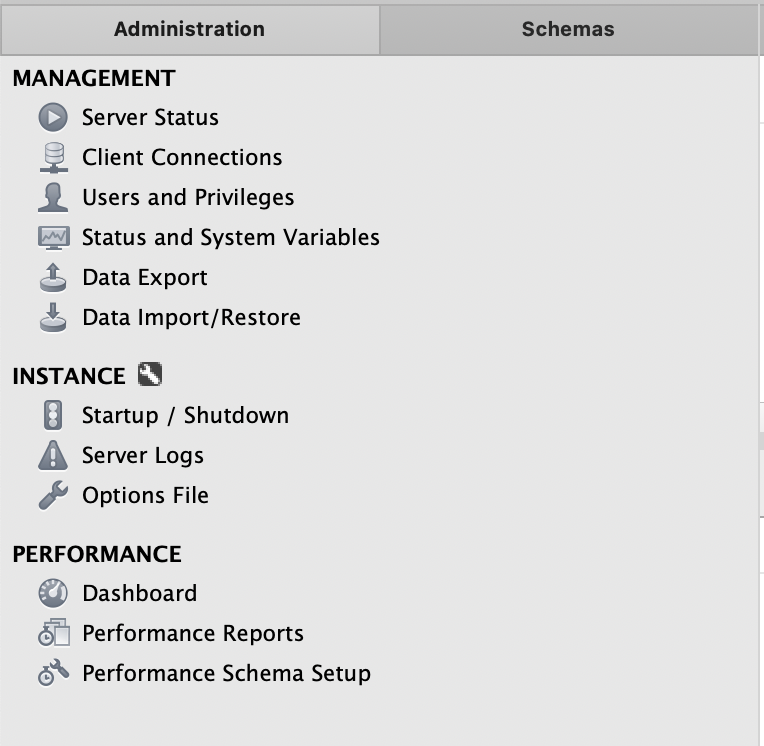 Administration
Schemas
MANAGEMENT
Server Status
Client Connections
Users and Privileges
Status and System Variables
Data Export
Data Import/Restore
INSTANCE
Startup / Shutdown
Server Logs
Options File
PERFORMANCE
Dashboard
Performance Reports
Performance Schema Setup